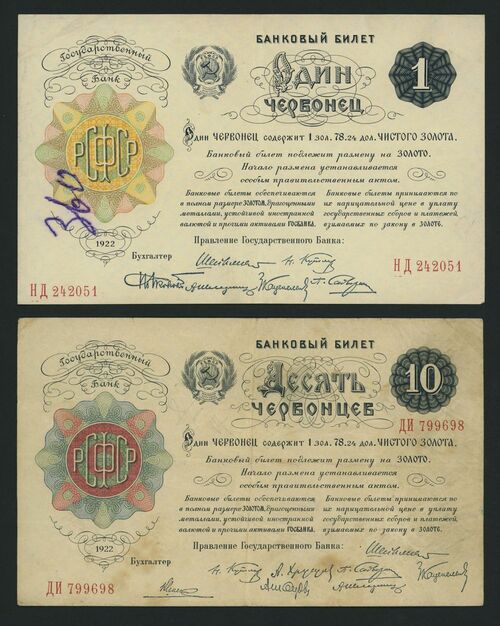 Государственный
Банк
РСФСР
1922
БАНКОВЫЙ БИЛЕТ
ОДИН
ЧЕРВОНЕЦ
1
Один ЧЕРВОНЕЦ содержит 1 зол. 78.24 дол. ЧИСТОГО ЗОЛОТА.
Банковый билет подлежит размену на ЗОЛОТО.
Начало размена устанавливается
особым правительственным актом.
Банковые билеты обеспечиваются
в полном размере ЗОЛОТОМ, драгоценными
металлами, устойчивой иностранной
валютой и прочими активами ГОСБАНКА.
Банковые билеты принимаются по
их нарицательной цене в уплату
государственных сборов и платежей,
взимаемых по закону в ЗОЛОТЕ.
Правление Государственного Банка:
Бухгалтер
НД 242051
НД 242051
Государственный
Банк
РСФСР
1922
БАНКОВЫЙ БИЛЕТ
ДЕСЯТЬ
ЧЕРВОНЦЕВ
10
ДИ 799698
Один ЧЕРВОНЕЦ содержит 1 зол. 78.24 дол. ЧИСТОГО ЗОЛОТА.
Банковый билет подлежит размену на ЗОЛОТО.
Начало размена устанавливается
особым правительственным актом.
Банковые билеты обеспечиваются
в полном размере ЗОЛОТОМ, драгоценными
металлами, устойчивой иностранной
валютой и прочими активами ГОСБАНКА.
Банковые билеты принимаются по
их нарицательной цене в уплату
государственных сборов и платежей,
взимаемых по закону в ЗОЛОТЕ.
Правление Государственного Банка:
Бухгалтер
ДИ 799698